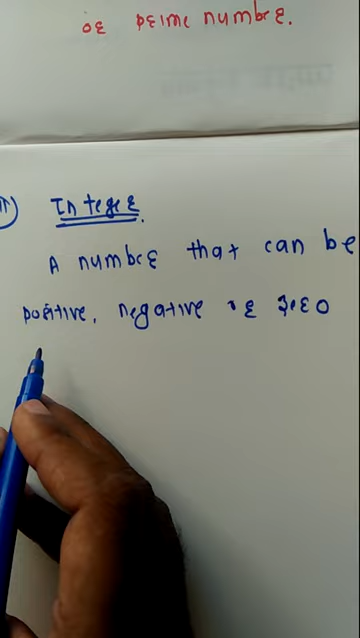 or prime number.
Integer.
A number that can be
positive, negative or zero